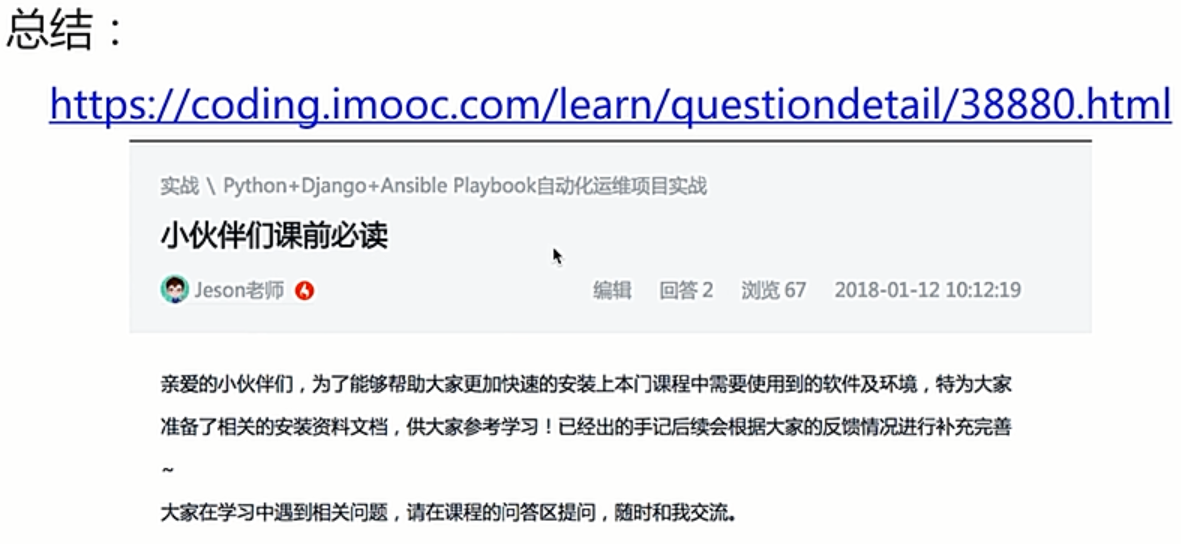 总结：
https://coding.imooc.com/learn/questiondetail/38880.html
实战 \ Python+Django+Ansible Playbook自动化运维项目实战
小伙伴们课前必读
Jeson老师 编辑 回答 2 浏览 67 2018-01-12 10:12:19
亲爱的小伙伴们，为了能够帮助大家更加快速的安装上本门课程中需要使用到的软件及环境，特为大家
准备了相关的安装资料文档，供大家参考学习！已经出的手记后续会根据大家的反馈情况进行补充完善
~
大家在学习中遇到相关问题，请在课程的问答区提问，随时和我交流。